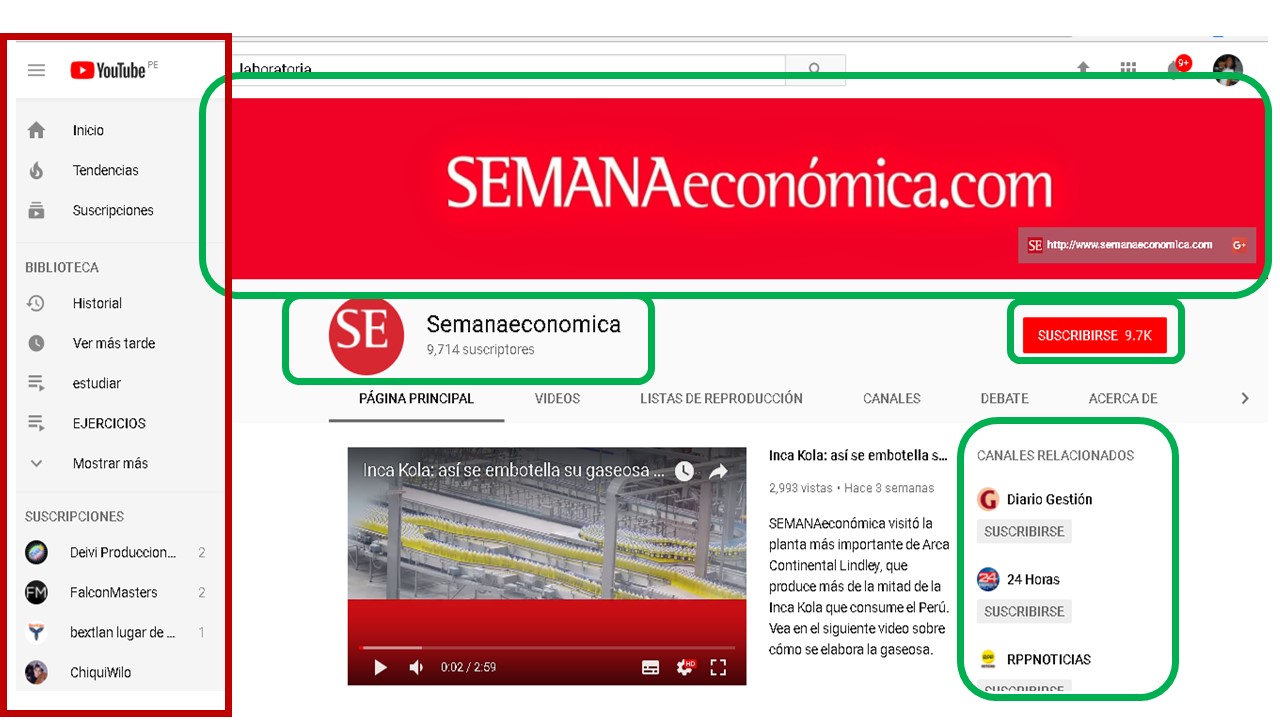 YouTube PE
laboratoria
9+
Inicio
Tendencias
Suscripciones
BIBLIOTECA
Historial
Ver más tarde
estudiar
EJERCICIOS
Mostrar más
SUSCRIPCIONES
Deivi Produccion... 2
FalconMasters 2
bextlan lugar de ... 1
ChiquiWilo
FM
SEMANAeconómica.com
SE http://www.semanaeconomica.com G+
SE
Semanaeconomica
9,714 suscriptores
SUSCRIBIRSE 9.7K
PÁGINA PRINCIPAL VIDEOS LISTAS DE REPRODUCCIÓN CANALES DEBATE ACERCA DE
Inca Kola: así se embotella su gaseosa ...
0:02 / 2:59
HD
Inca Kola: así se embotella s...
2,993 vistas • Hace 3 semanas
SEMANAeconómica visitó la
planta más importante de Arca
Continental Lindley, que
produce más de la mitad de la
Inca Kola que consume el Perú.
Vea en el siguiente video sobre
cómo se elabora la gaseosa.
CANALES RELACIONADOS
G Diario Gestión
SUSCRIBIRSE
24 24 Horas
SUSCRIBIRSE
RPP RPPNOTICIAS
SUSCRIBIRSE